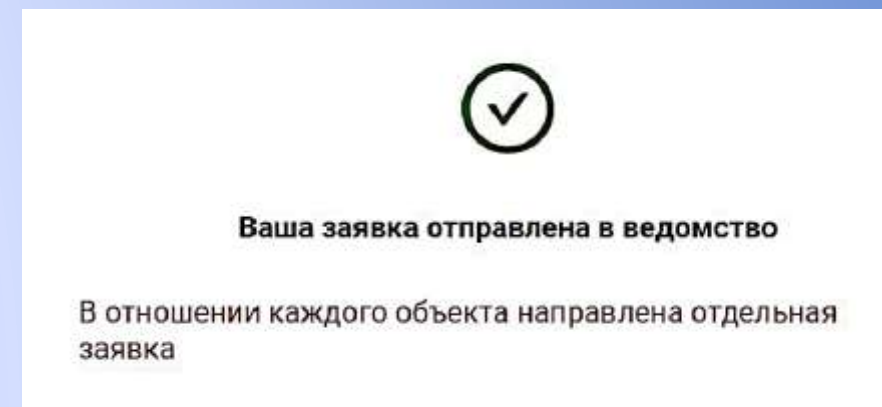 Ваша заявка отправлена в ведомство
В отношении каждого объекта направлена отдельная
заявка